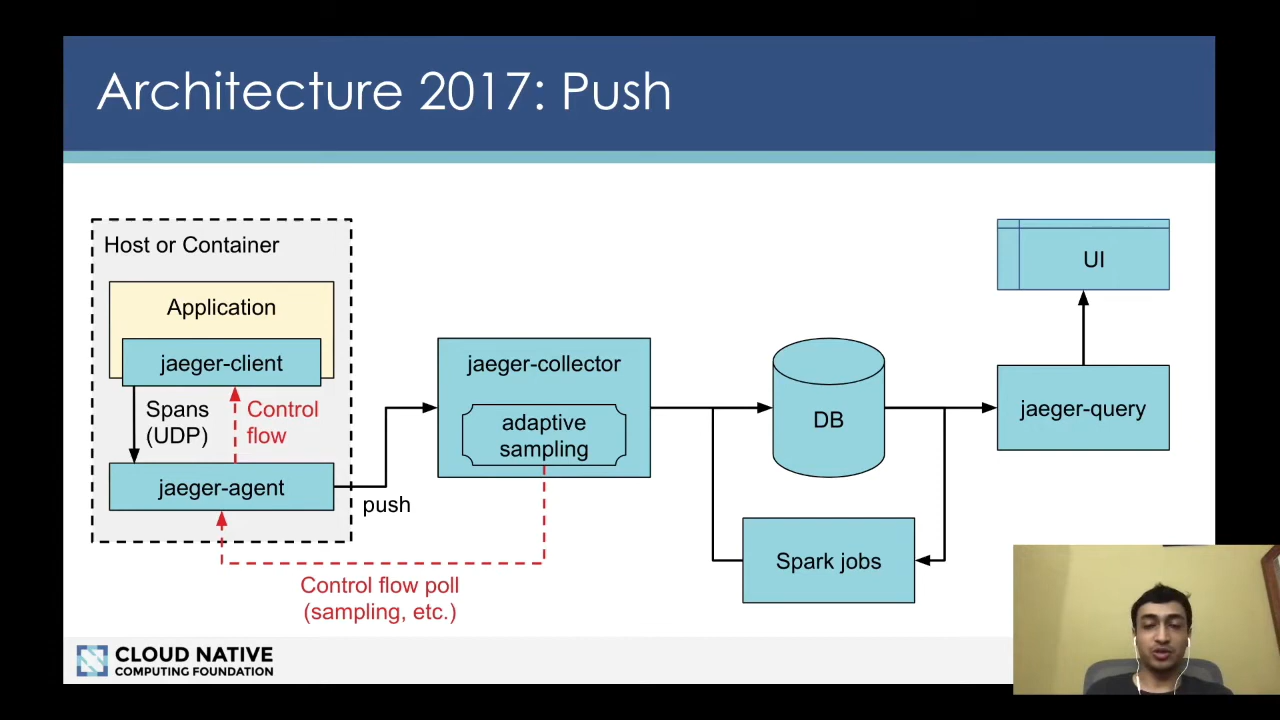 Architecture 2017: Push
Host or Container
Application
jaeger-client
Spans
(UDP)
Control
flow
jaeger-agent
push
Control flow poll
(sampling, etc.)
jaeger-collector
adaptive
sampling
DB
Spark jobs
UI
jaeger-query
CLOUD NATIVE
COMPUTING FOUNDATION